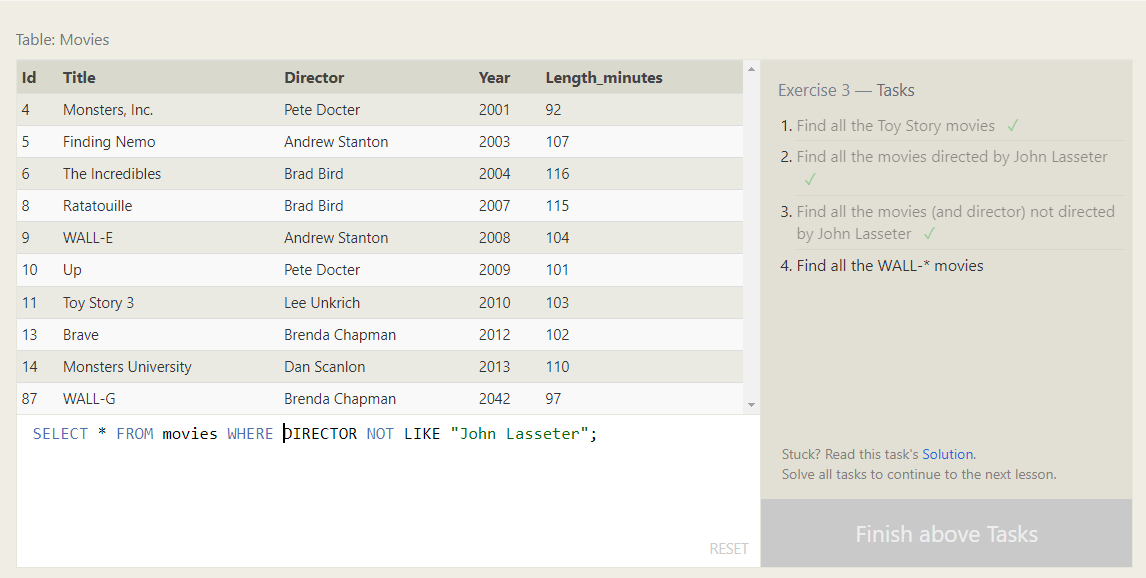 Table: Movies
Id Title Director Year Length_minutes
4 Monsters, Inc. Pete Docter 2001 92
5 Finding Nemo Andrew Stanton 2003 107
6 The Incredibles Brad Bird 2004 116
8 Ratatouille Brad Bird 2007 115
9 WALL-E Andrew Stanton 2008 104
10 Up Pete Docter 2009 101
11 Toy Story 3 Lee Unkrich 2010 103
13 Brave Brenda Chapman 2012 102
14 Monsters University Dan Scanlon 2013 110
87 WALL-G Brenda Chapman 2042 97
SELECT * FROM movies WHERE DIRECTOR NOT LIKE "John Lasseter";
RESET
Exercise 3 — Tasks
1. Find all the Toy Story movies ✓
2. Find all the movies directed by John Lasseter
✓
3. Find all the movies (and director) not directed
by John Lasseter ✓
4. Find all the WALL-* movies
Stuck? Read this task's Solution.
Solve all tasks to continue to the next lesson.
Finish above Tasks